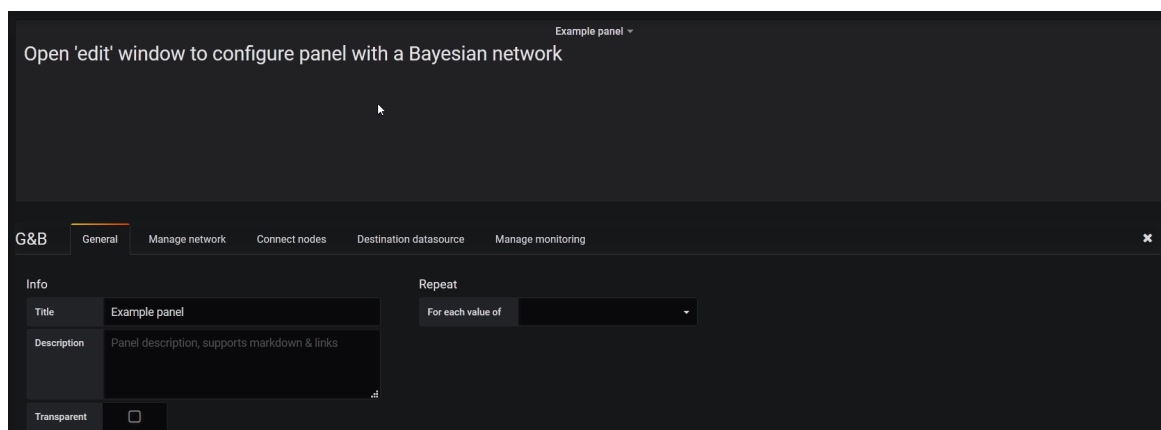 Example panel
Open 'edit' window to configure panel with a Bayesian network
G&B General Manage network Connect nodes Destination datasource Manage monitoring
Info
Title Example panel
Description Panel description, supports markdown & links
Transparent
Repeat
For each value of